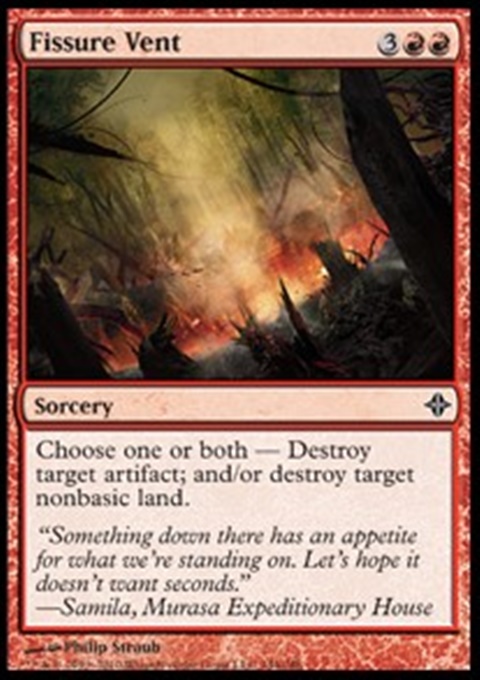 Fissure Vent
3
Sorcery
Choose one or both — Destroy
target artifact; and/or destroy target
nonbasic land.
“Something down there has an appetite
for what we’re standing on. Let’s hope it
doesn’t want seconds.”
—Samila, Murasa Expeditionary House
Philip Straub